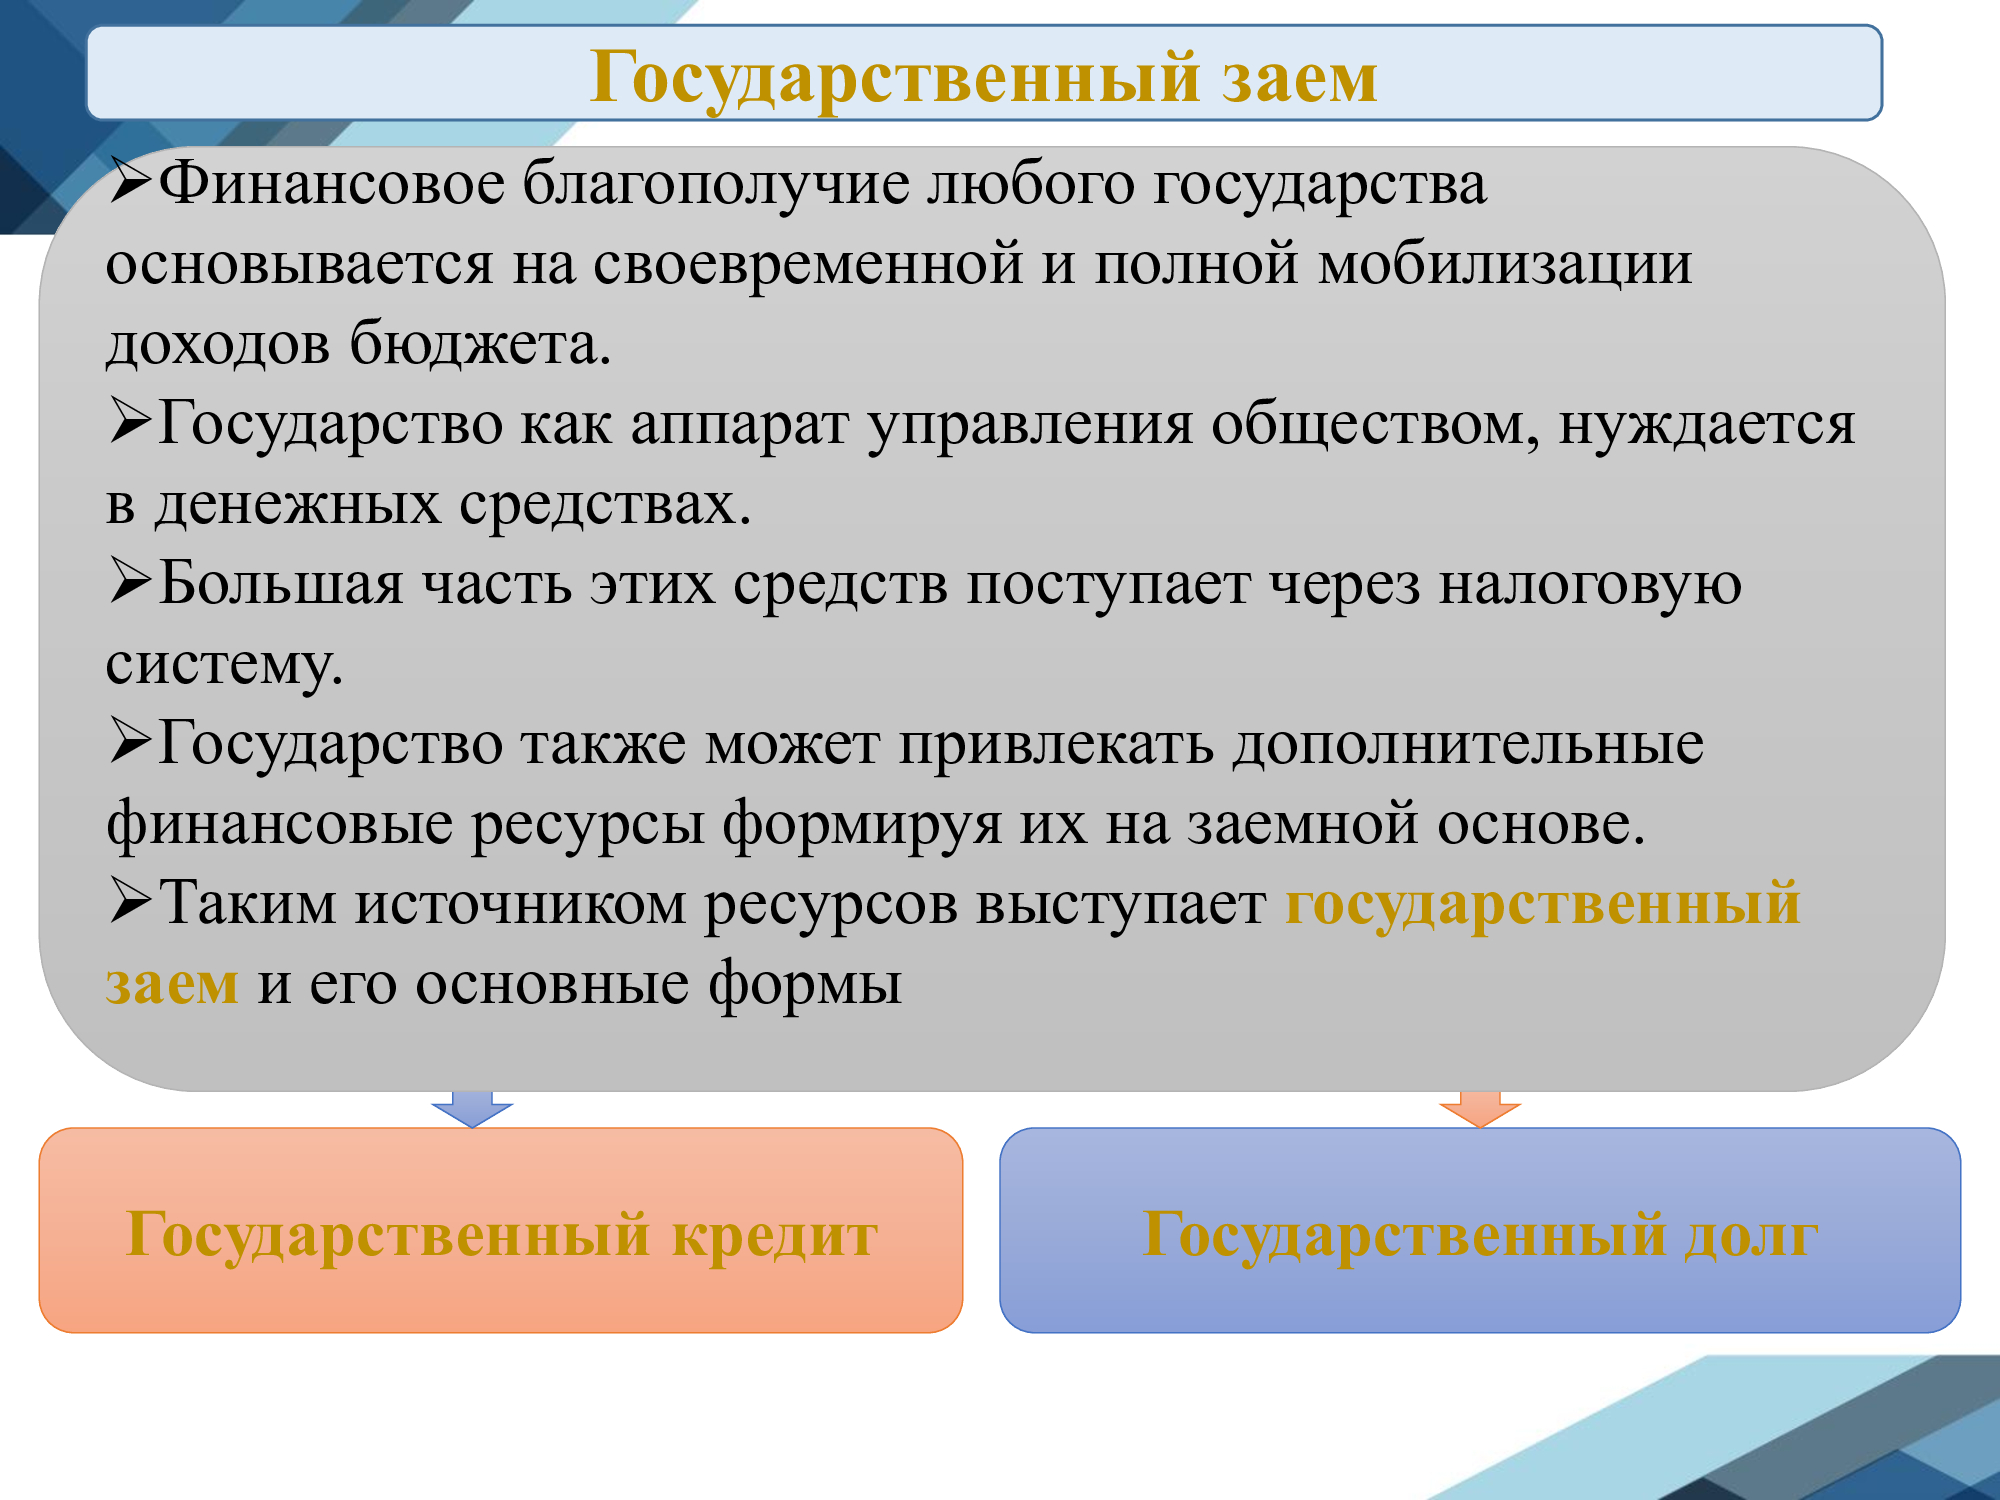 Государственный заем
➢Финансовое благополучие любого государства
основывается на своевременной и полной мобилизации
доходов бюджета.
➢Государство как аппарат управления обществом, нуждается
в денежных средствах.
➢Большая часть этих средств поступает через налоговую
систему.
➢Государство также может привлекать дополнительные
финансовые ресурсы формируя их на заемной основе.
➢Таким источником ресурсов выступает государственный
заем и его основные формы
Государственный кредит
Государственный долг